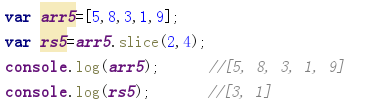 var arr5=[5,8,3,1,9];
var rs5=arr5.slice(2,4);
console.log(arr5); //[5, 8, 3, 1, 9]
console.log(rs5); //[3, 1]